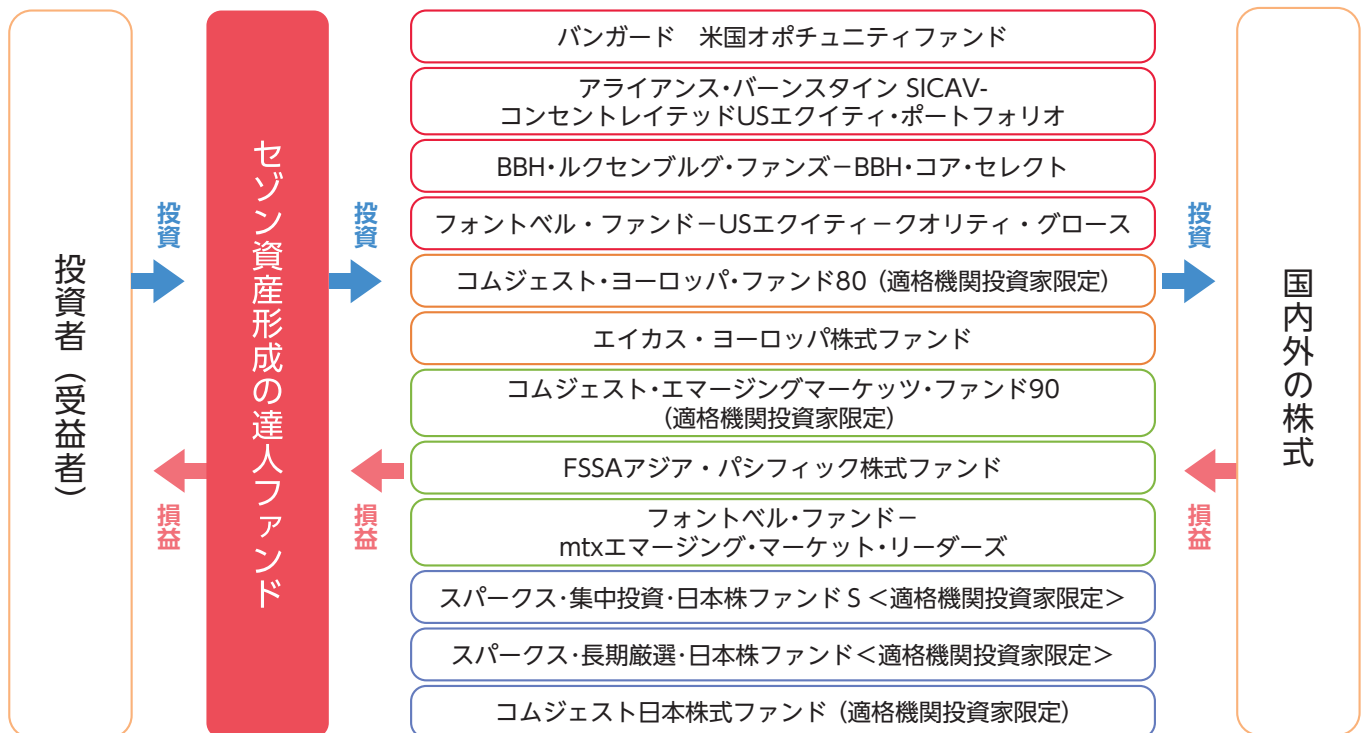 投資者（受益者）
投資
損益
セゾン資産形成の達人ファンド
投資
損益
バンガード　米国オポチュニティファンド
アライアンス・バーンスタイン SICAV-
コンセントレイテッドUSエクイティ・ポートフォリオ
BBH・ルクセンブルグ・ファンズ－BBH・コア・セレクト
フォントベル・ファンド－USエクイティ－クオリティ・グロース
コムジェスト・ヨーロッパ・ファンド80（適格機関投資家限定）
エイカス・ヨーロッパ株式ファンド
コムジェスト・エマージングマーケッツ・ファンド90
（適格機関投資家限定）
FSSAアジア・パシフィック株式ファンド
フォントベル・ファンド－
mtxエマージング・マーケット・リーダーズ
スパークス・集中投資・日本株ファンド S ＜適格機関投資家限定＞
スパークス・長期厳選・日本株ファンド＜適格機関投資家限定＞
コムジェスト日本株式ファンド（適格機関投資家限定）
投資
損益
国内外の株式